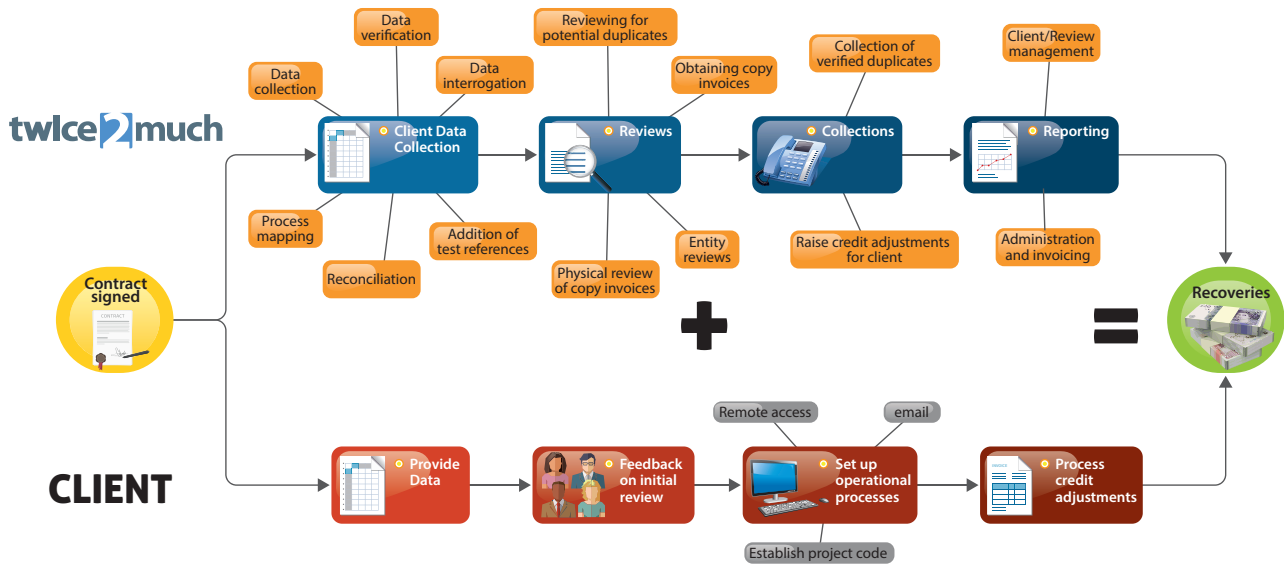 Data
verification
Reviewing for
potential duplicates
Collection of
verified duplicates
Client/Review
management
Data
collection
Data
interrogation
Obtaining copy
invoices
twice2much
Client Data
Collection
Reviews
Collections
Reporting
Process
mapping
Addition of
test references
Reconciliation
Entity
reviews
Physical review
of copy invoices
Raise credit adjustments
for client
Administration
and invoicing
Contract
signed
CONTRACT
+
=
Recoveries
Remote access
email
CLIENT
Provide
Data
Feedback
on initial
review
Set up
operational
processes
Process
credit
adjustments
Establish project code